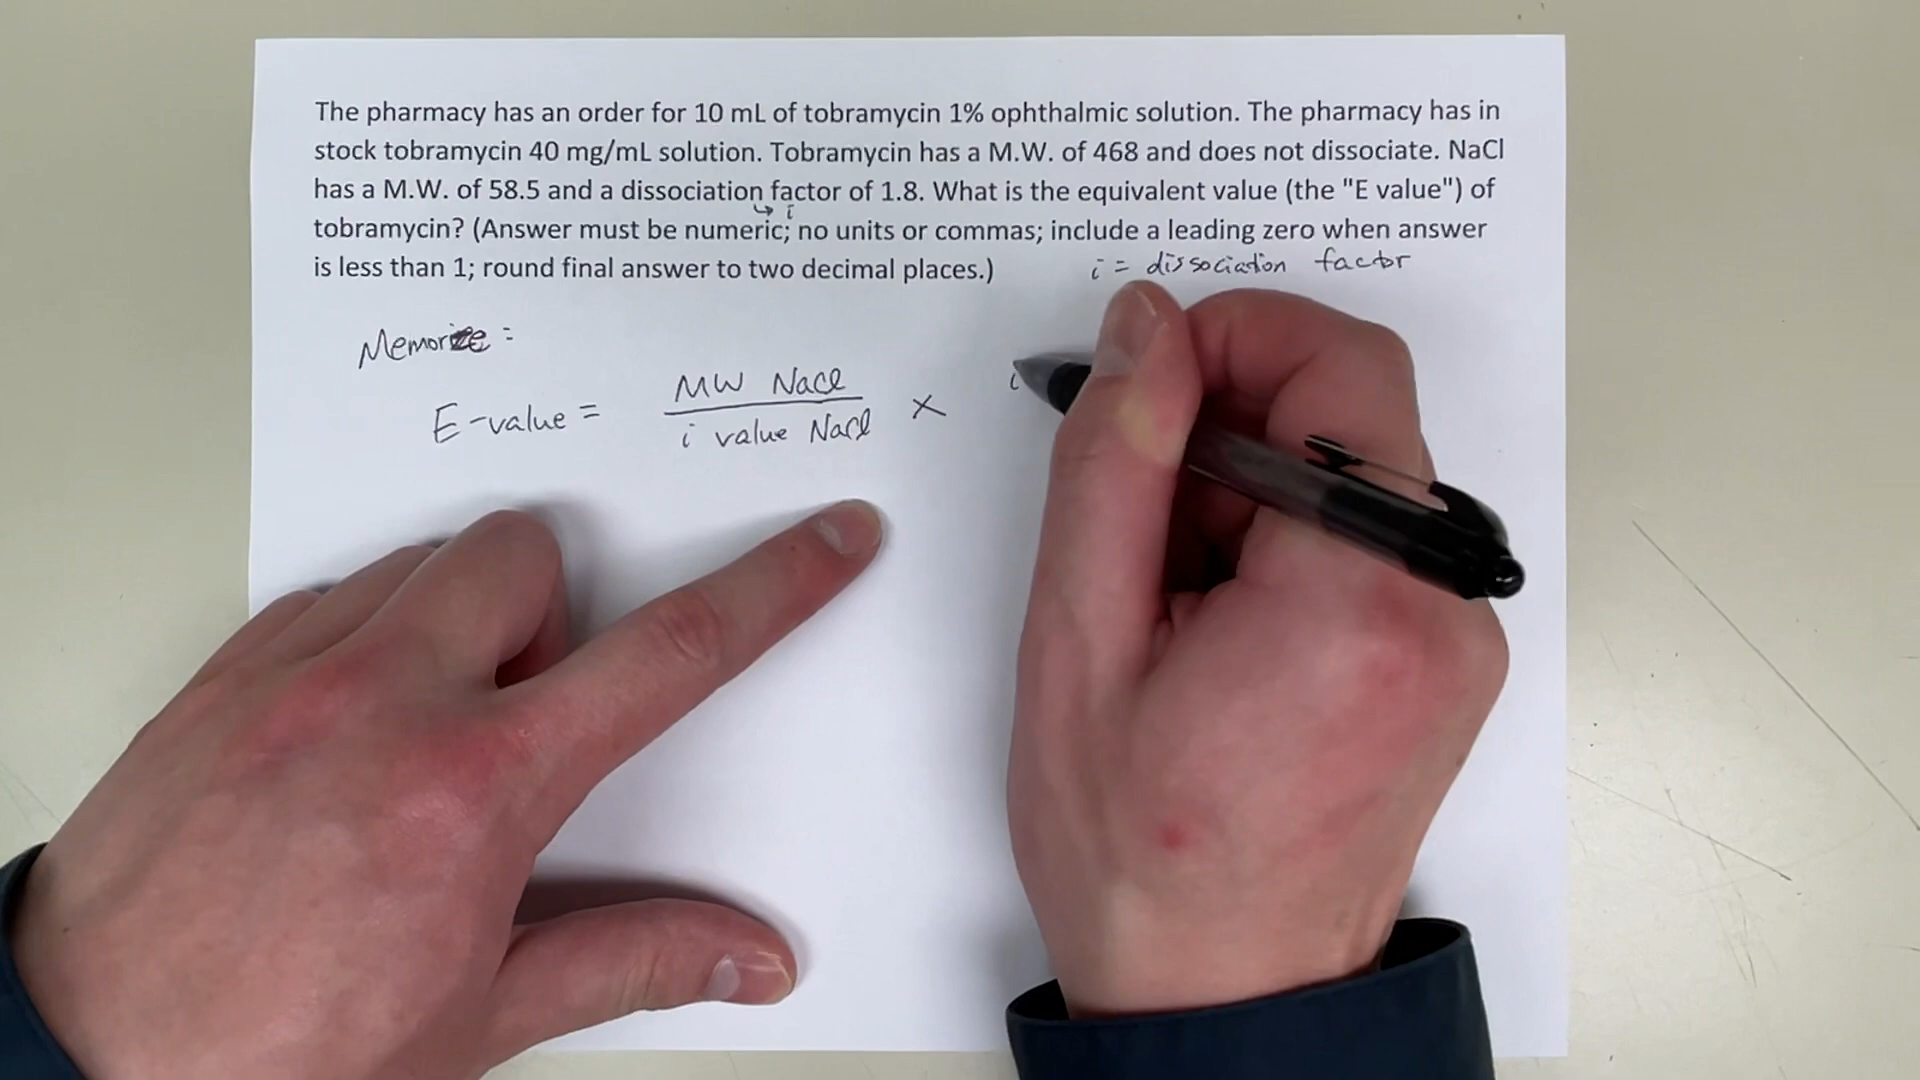 The pharmacy has an order for 10 mL of tobramycin 1% ophthalmic solution. The pharmacy has in
stock tobramycin 40 mg/mL solution. Tobramycin has a M.W. of 468 and does not dissociate. NaCl
has a M.W. of 58.5 and a dissociation factor of 1.8. What is the equivalent value (the "E value") of
↳ i
tobramycin? (Answer must be numeric; no units or commas; include a leading zero when answer
is less than 1; round final answer to two decimal places.)
i = dissociation factor
Memorize:
E-value = MW NaCl × i
i value NaCl